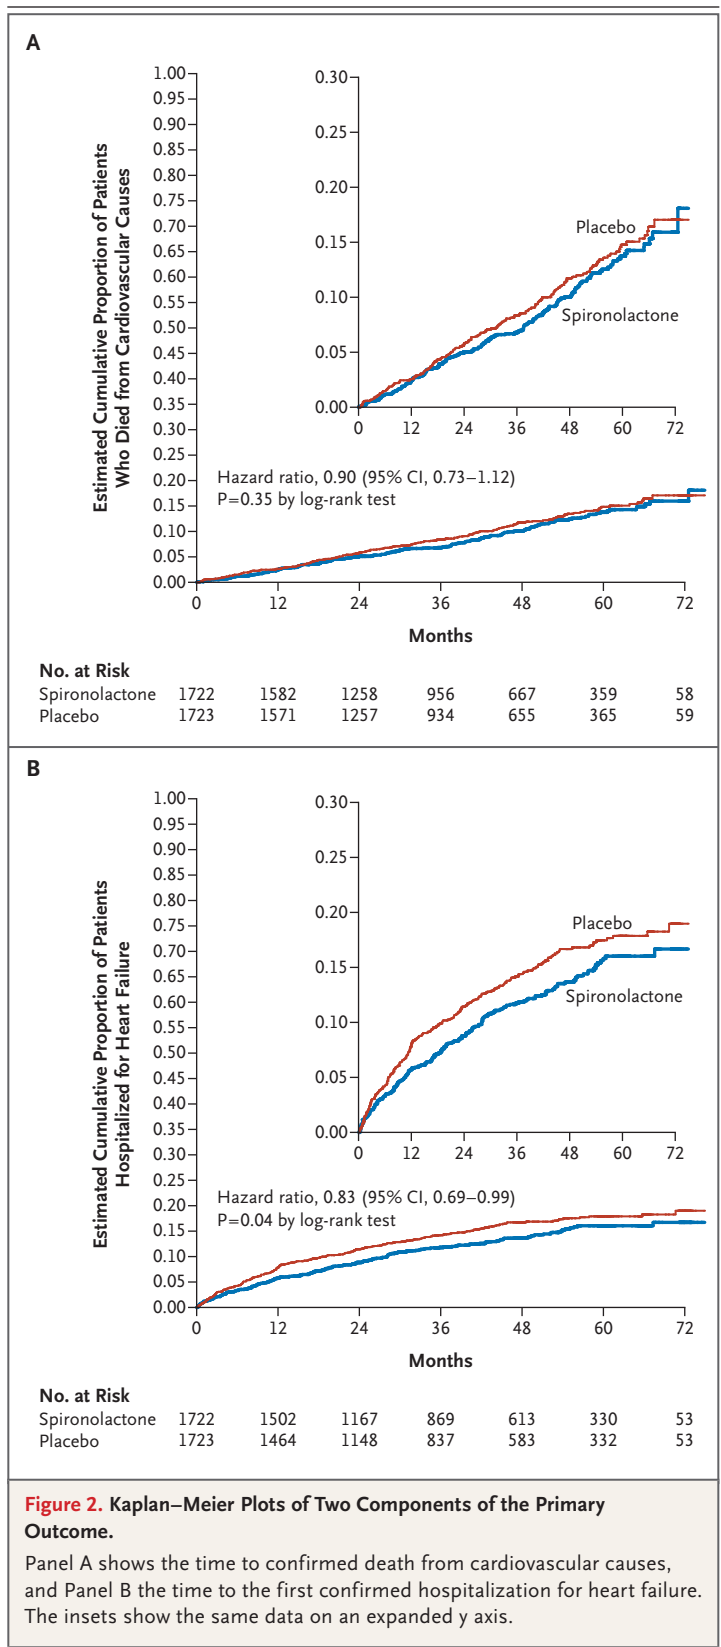 A
Estimated Cumulative Proportion of Patients
Who Died from Cardiovascular Causes
1.00
0.95
0.90
0.85
0.80
0.75
0.70
0.65
0.60
0.55
0.50
0.45
0.40
0.35
0.30
0.25
0.20
0.15
0.10
0.05
0.00
0.30
0.25
0.20
0.15
0.10
0.05
0.00
Placebo
Spironolactone
0 12 24 36 48 60 72
Hazard ratio, 0.90 (95% CI, 0.73–1.12)
P=0.35 by log-rank test
0 12 24 36 48 60 72
Months
No. at Risk
Spironolactone 1722 1582 1258 956 667 359 58
Placebo 1723 1571 1257 934 655 365 59
B
Estimated Cumulative Proportion of Patients
Hospitalized for Heart Failure
1.00
0.95
0.90
0.85
0.80
0.75
0.70
0.65
0.60
0.55
0.50
0.45
0.40
0.35
0.30
0.25
0.20
0.15
0.10
0.05
0.00
0.30
0.25
0.20
0.15
0.10
0.05
0.00
Placebo
Spironolactone
0 12 24 36 48 60 72
Hazard ratio, 0.83 (95% CI, 0.69–0.99)
P=0.04 by log-rank test
0 12 24 36 48 60 72
Months
No. at Risk
Spironolactone 1722 1502 1167 869 613 330 53
Placebo 1723 1464 1148 837 583 332 53
Figure 2. Kaplan–Meier Plots of Two Components of the Primary
Outcome.
Panel A shows the time to confirmed death from cardiovascular causes,
and Panel B the time to the first confirmed hospitalization for heart failure.
The insets show the same data on an expanded y axis.